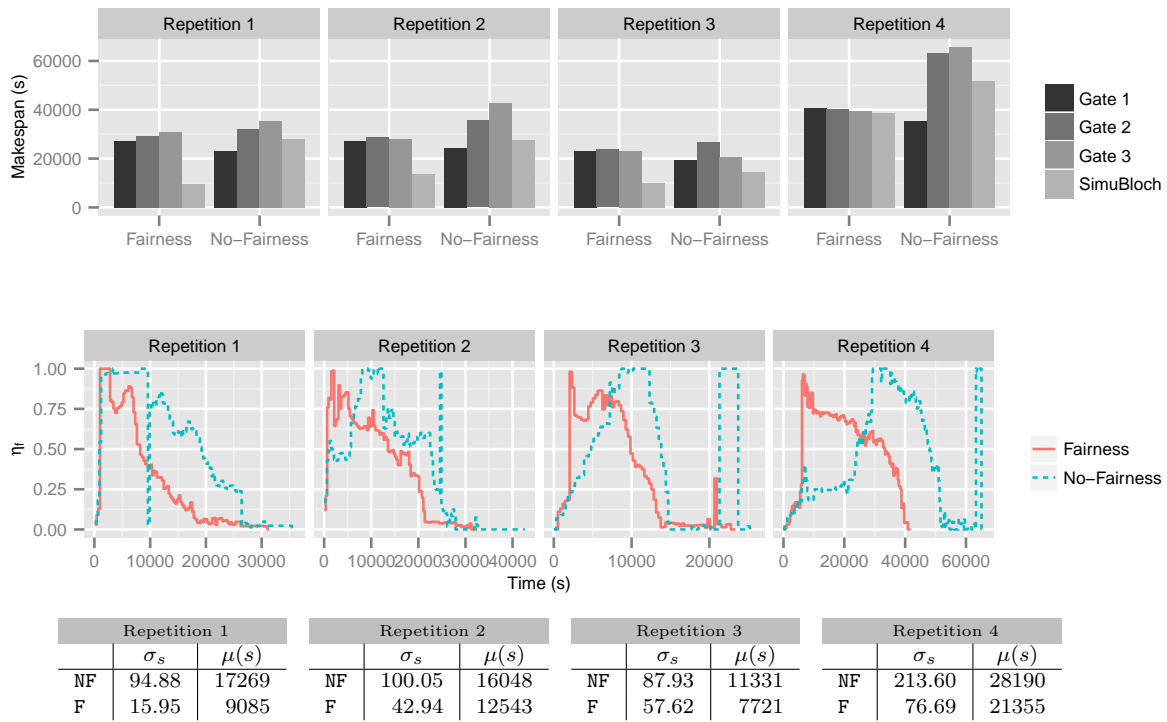 Repetition 1 Repetition 2 Repetition 3 Repetition 4
Makespan (s)
60000
40000
20000
0
Fairness No−Fairness Fairness No−Fairness Fairness No−Fairness Fairness No−Fairness
Gate 1
Gate 2
Gate 3
SimuBloch
Repetition 1 Repetition 2 Repetition 3 Repetition 4
ηf
1.00
0.75
0.50
0.25
0.00
0 10000 20000 30000 0 10000 20000 30000 40000 0 10000 20000 0 20000 40000 60000
Time (s)
Fairness
No−Fairness
Repetition 1
σs μ(s)
NF 94.88 17269
F 15.95 9085
Repetition 2
σs μ(s)
NF 100.05 16048
F 42.94 12543
Repetition 3
σs μ(s)
NF 87.93 11331
F 57.62 7721
Repetition 4
σs μ(s)
NF 213.60 28190
F 76.69 21355